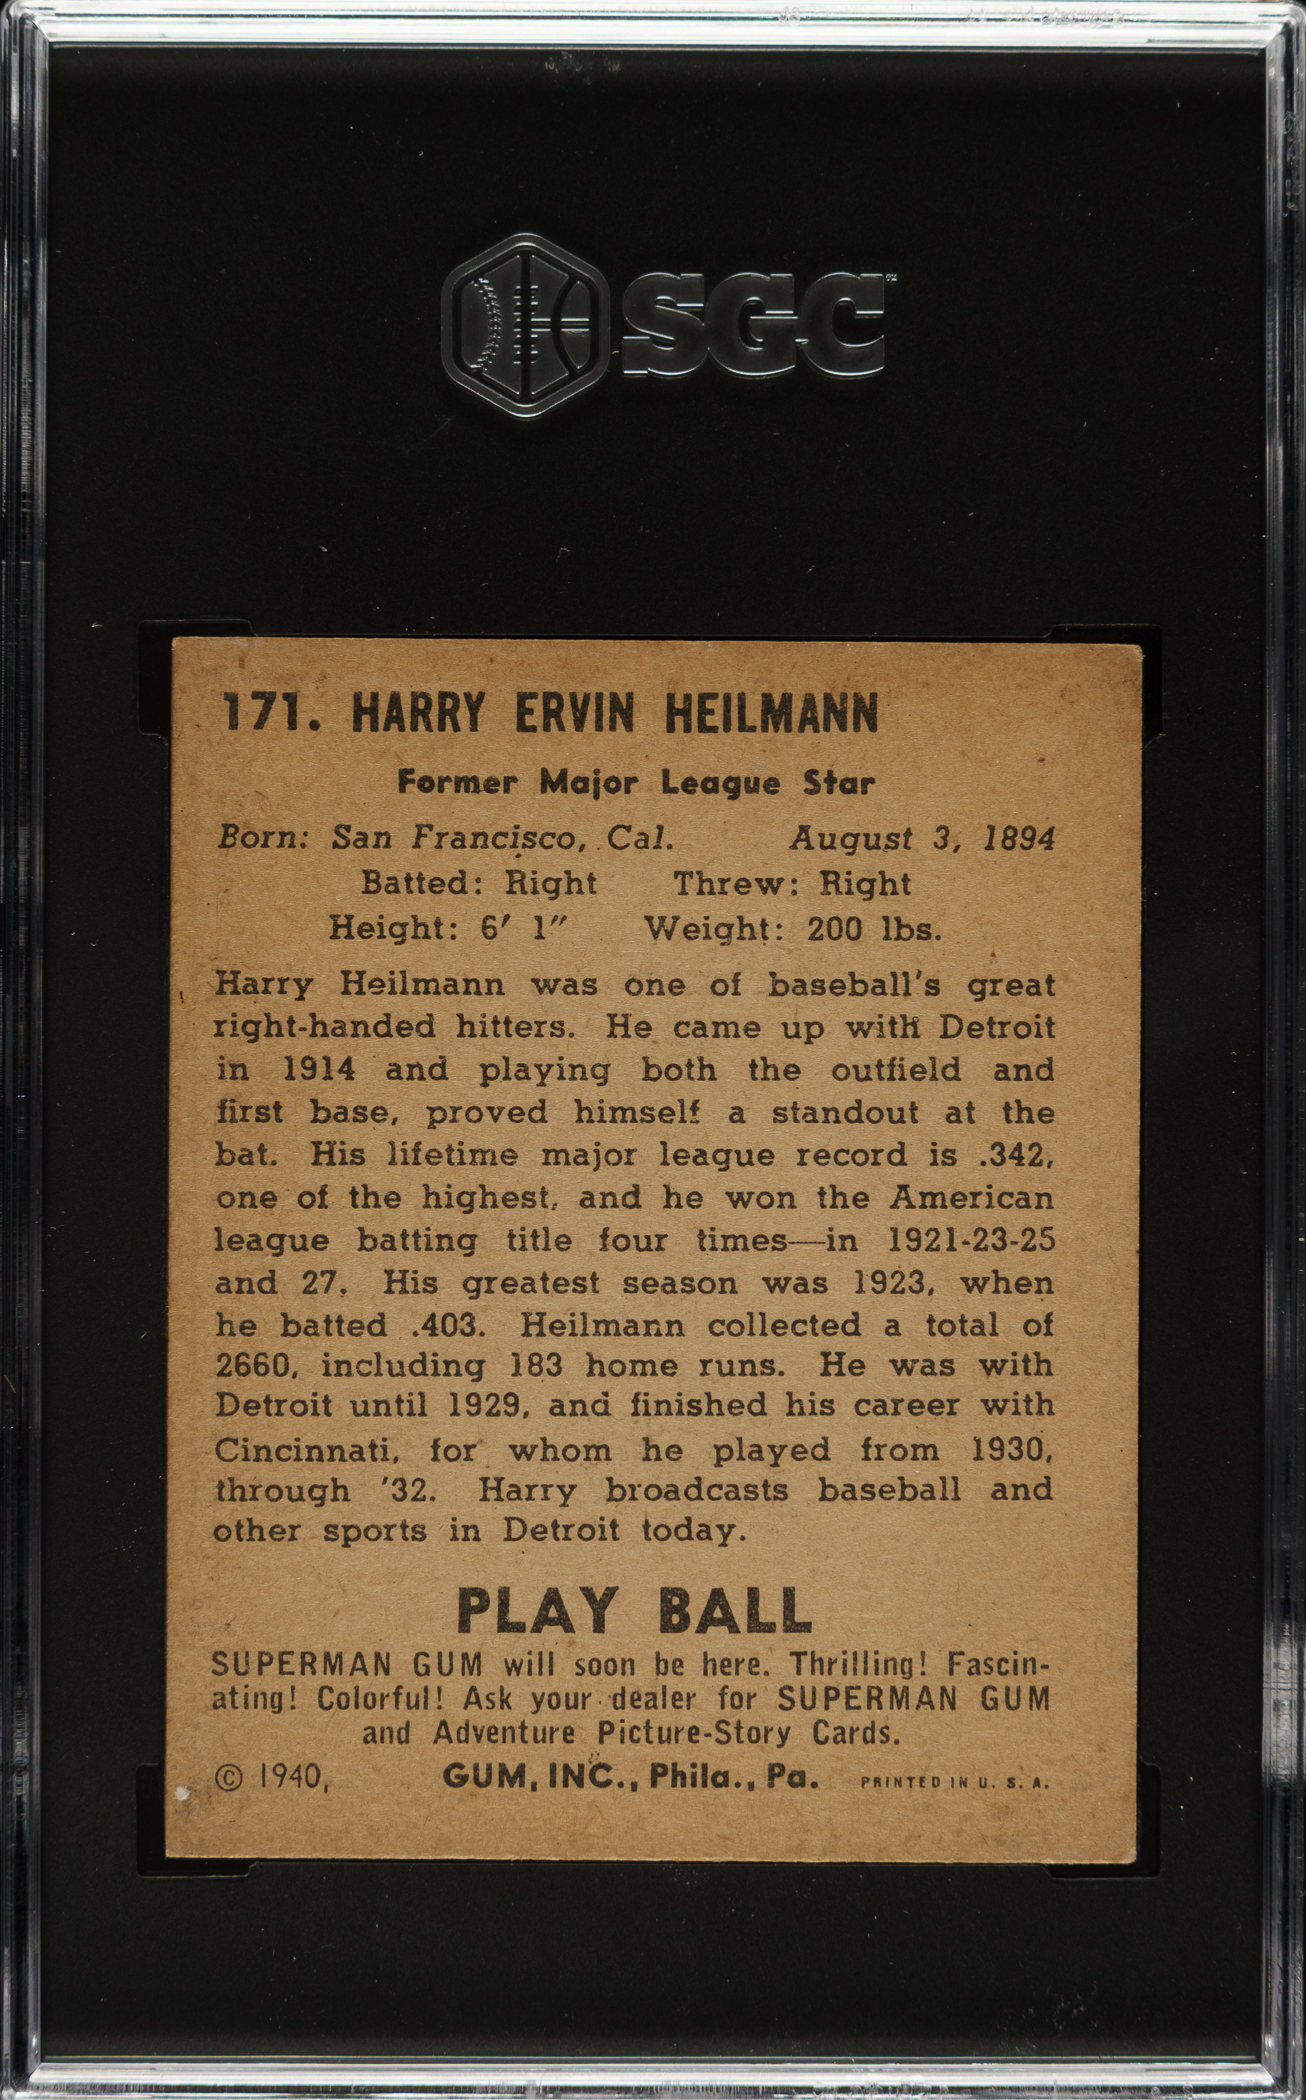 SGC
171. HARRY ERVIN HEILMANN
Former Major League Star
Born: San Francisco, Cal. August 3, 1894
Batted: Right Threw: Right
Height: 6' 1" Weight: 200 lbs.
Harry Heilmann was one of baseball's great
right-handed hitters. He came up with Detroit
in 1914 and playing both the outfield and
first base, proved himself a standout at the
bat. His lifetime major league record is .342,
one of the highest, and he won the American
league batting title four times—in 1921-23-25
and 27. His greatest season was 1923, when
he batted .403. Heilmann collected a total of
2660, including 183 home runs. He was with
Detroit until 1929, and finished his career with
Cincinnati, for whom he played from 1930,
through '32. Harry broadcasts baseball and
other sports in Detroit today.
PLAY BALL
SUPERMAN GUM will soon be here. Thrilling! Fascin-
ating! Colorful! Ask your dealer for SUPERMAN GUM
and Adventure Picture-Story Cards.
© 1940, GUM, INC., Phila., Pa. PRINTED IN U. S. A.